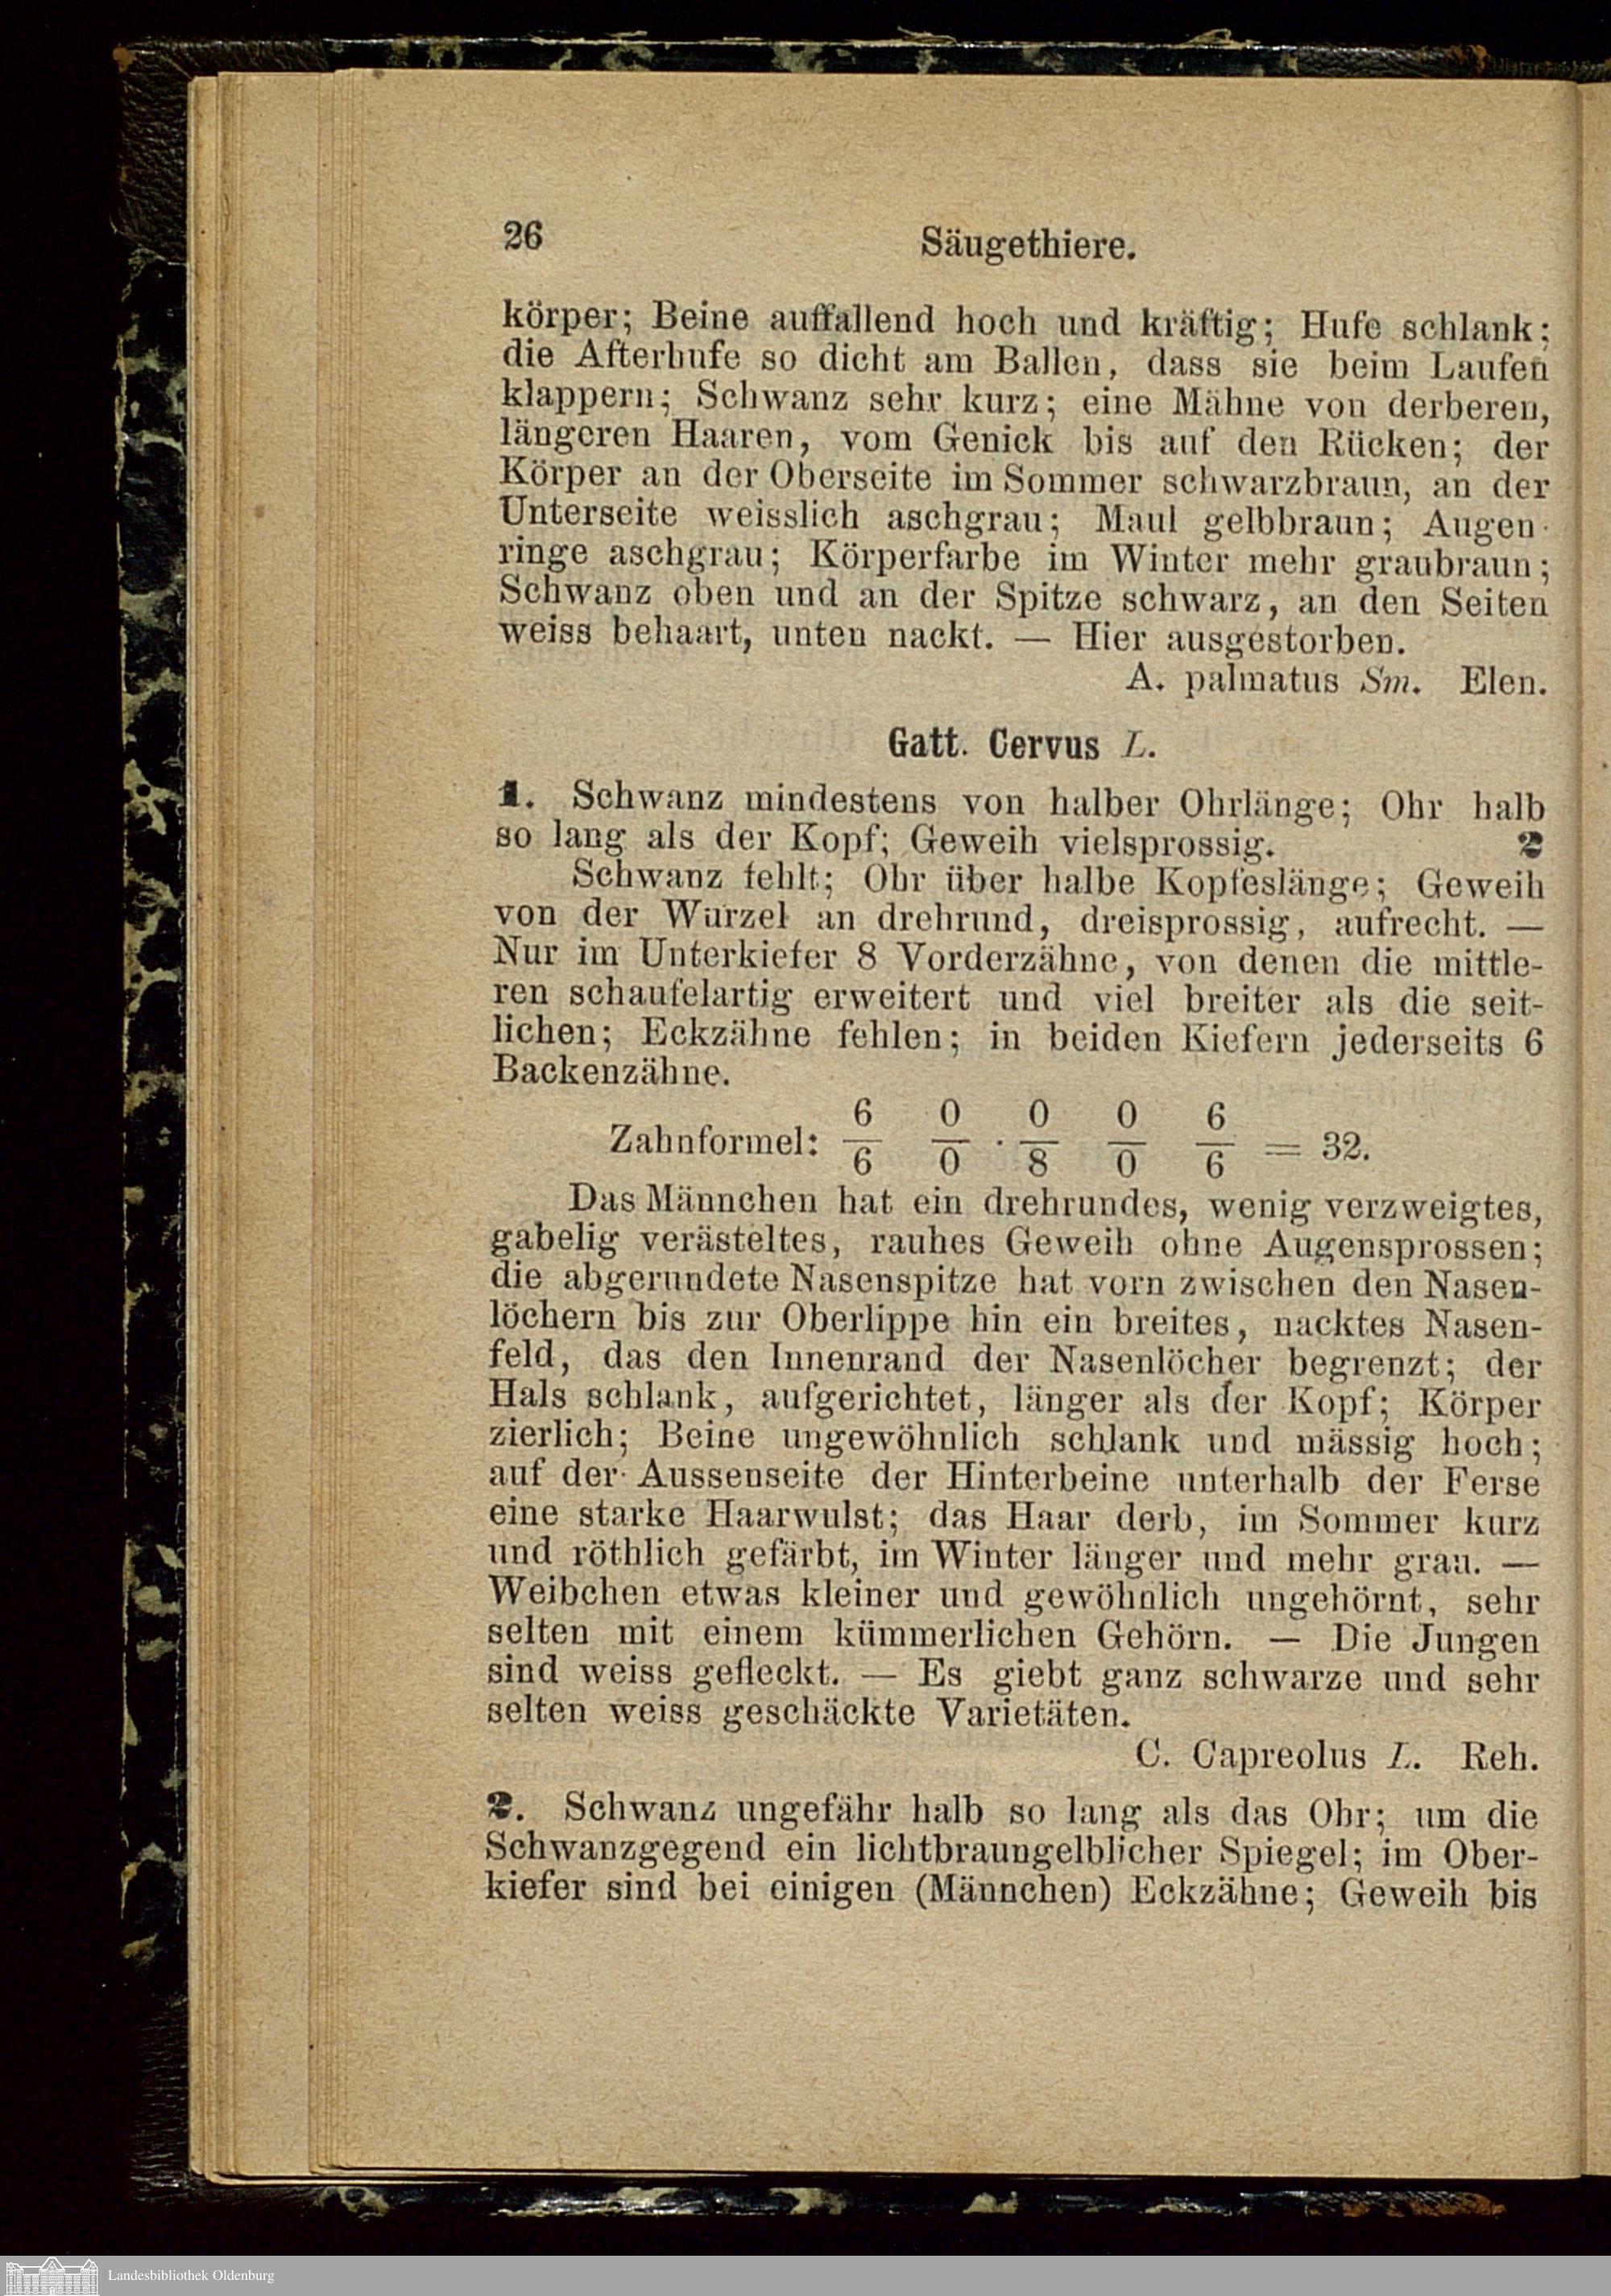 26 Säugethiere.
körper; Beine auffallend hoch und kräftig; Hufe schlank;
die Afterhufe so dicht am Ballen, dass sie beim Laufen
klappern; Schwanz sehr kurz; eine Mähne von derberen,
längeren Haaren, vom Genick bis auf den Rücken; der
Körper an der Oberseite im Sommer schwarzbraun, an der
Unterseite weisslich aschgrau; Maul gelbbraun; Augen-
ringe aschgrau; Körperfarbe im Winter mehr graubraun;
Schwanz oben und an der Spitze schwarz, an den Seiten
weiss behaart, unten nackt. — Hier ausgestorben.
A. palmatus Sm. Elen.
Gatt. Cervus L.
1. Schwanz mindestens von halber Ohrlänge; Ohr halb
so lang als der Kopf; Geweih vielsprossig. 2
Schwanz fehlt; Ohr über halbe Kopfeslänge; Geweih
von der Wurzel an drehrund, dreisprossig, aufrecht. —
Nur im Unterkiefer 8 Vorderzähne, von denen die mittle-
ren schaufelartig erweitert und viel breiter als die seit-
lichen; Eckzähne fehlen; in beiden Kiefern jederseits 6
Backenzähne.
Zahnformel: 6/6 0/0 · 0/8 0/0 6/6 = 32.
Das Männchen hat ein drehrundes, wenig verzweigtes,
gabelig verästeltes, rauhes Geweih ohne Augensprossen;
die abgerundete Nasenspitze hat vorn zwischen den Nasen-
löchern bis zur Oberlippe hin ein breites, nacktes Nasen-
feld, das den Innenrand der Nasenlöcher begrenzt; der
Hals schlank, aufgerichtet, länger als der Kopf; Körper
zierlich; Beine ungewöhnlich schlank und mässig hoch;
auf der Aussenseite der Hinterbeine unterhalb der Ferse
eine starke Haarwulst; das Haar derb, im Sommer kurz
und röthlich gefärbt, im Winter länger und mehr grau. —
Weibchen etwas kleiner und gewöhnlich ungehörnt, sehr
selten mit einem kümmerlichen Gehörn. — Die Jungen
sind weiss gefleckt. — Es giebt ganz schwarze und sehr
selten weiss geschäckte Varietäten.
C. Capreolus L. Reh.
2. Schwanz ungefähr halb so lang als das Ohr; um die
Schwanzgegend ein lichtbraungelblicher Spiegel; im Ober-
kiefer sind bei einigen (Männchen) Eckzähne; Geweih bis
Landesbibliothek Oldenburg